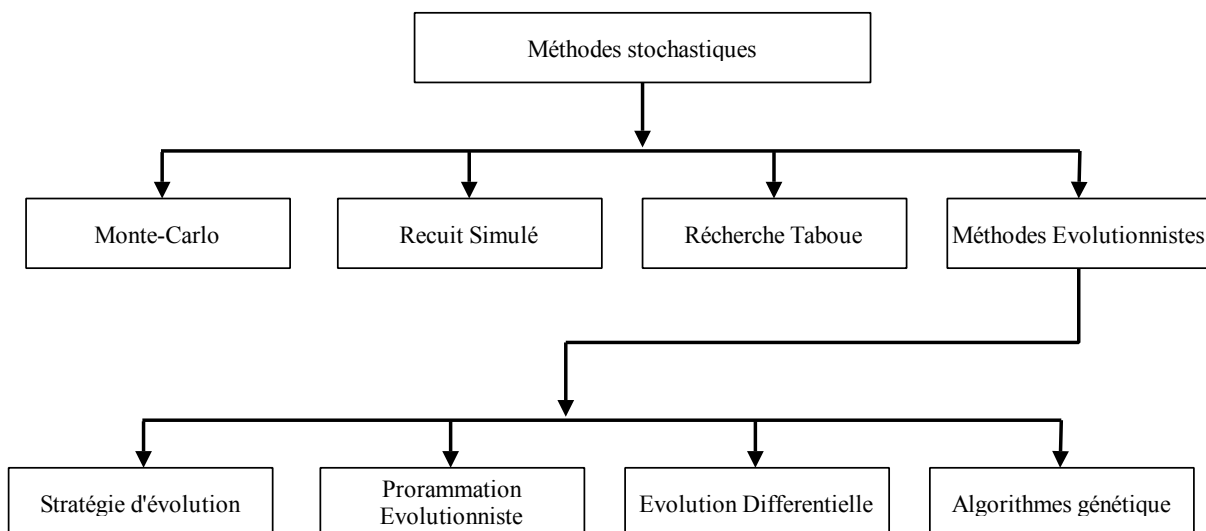 Méthodes stochastiques
Monte-Carlo
Recuit Simulé
Récherche Taboue
Méthodes Evolutionnistes
Stratégie d'évolution
Prorammation
Evolutionniste
Evolution Differentielle
Algorithmes génétique